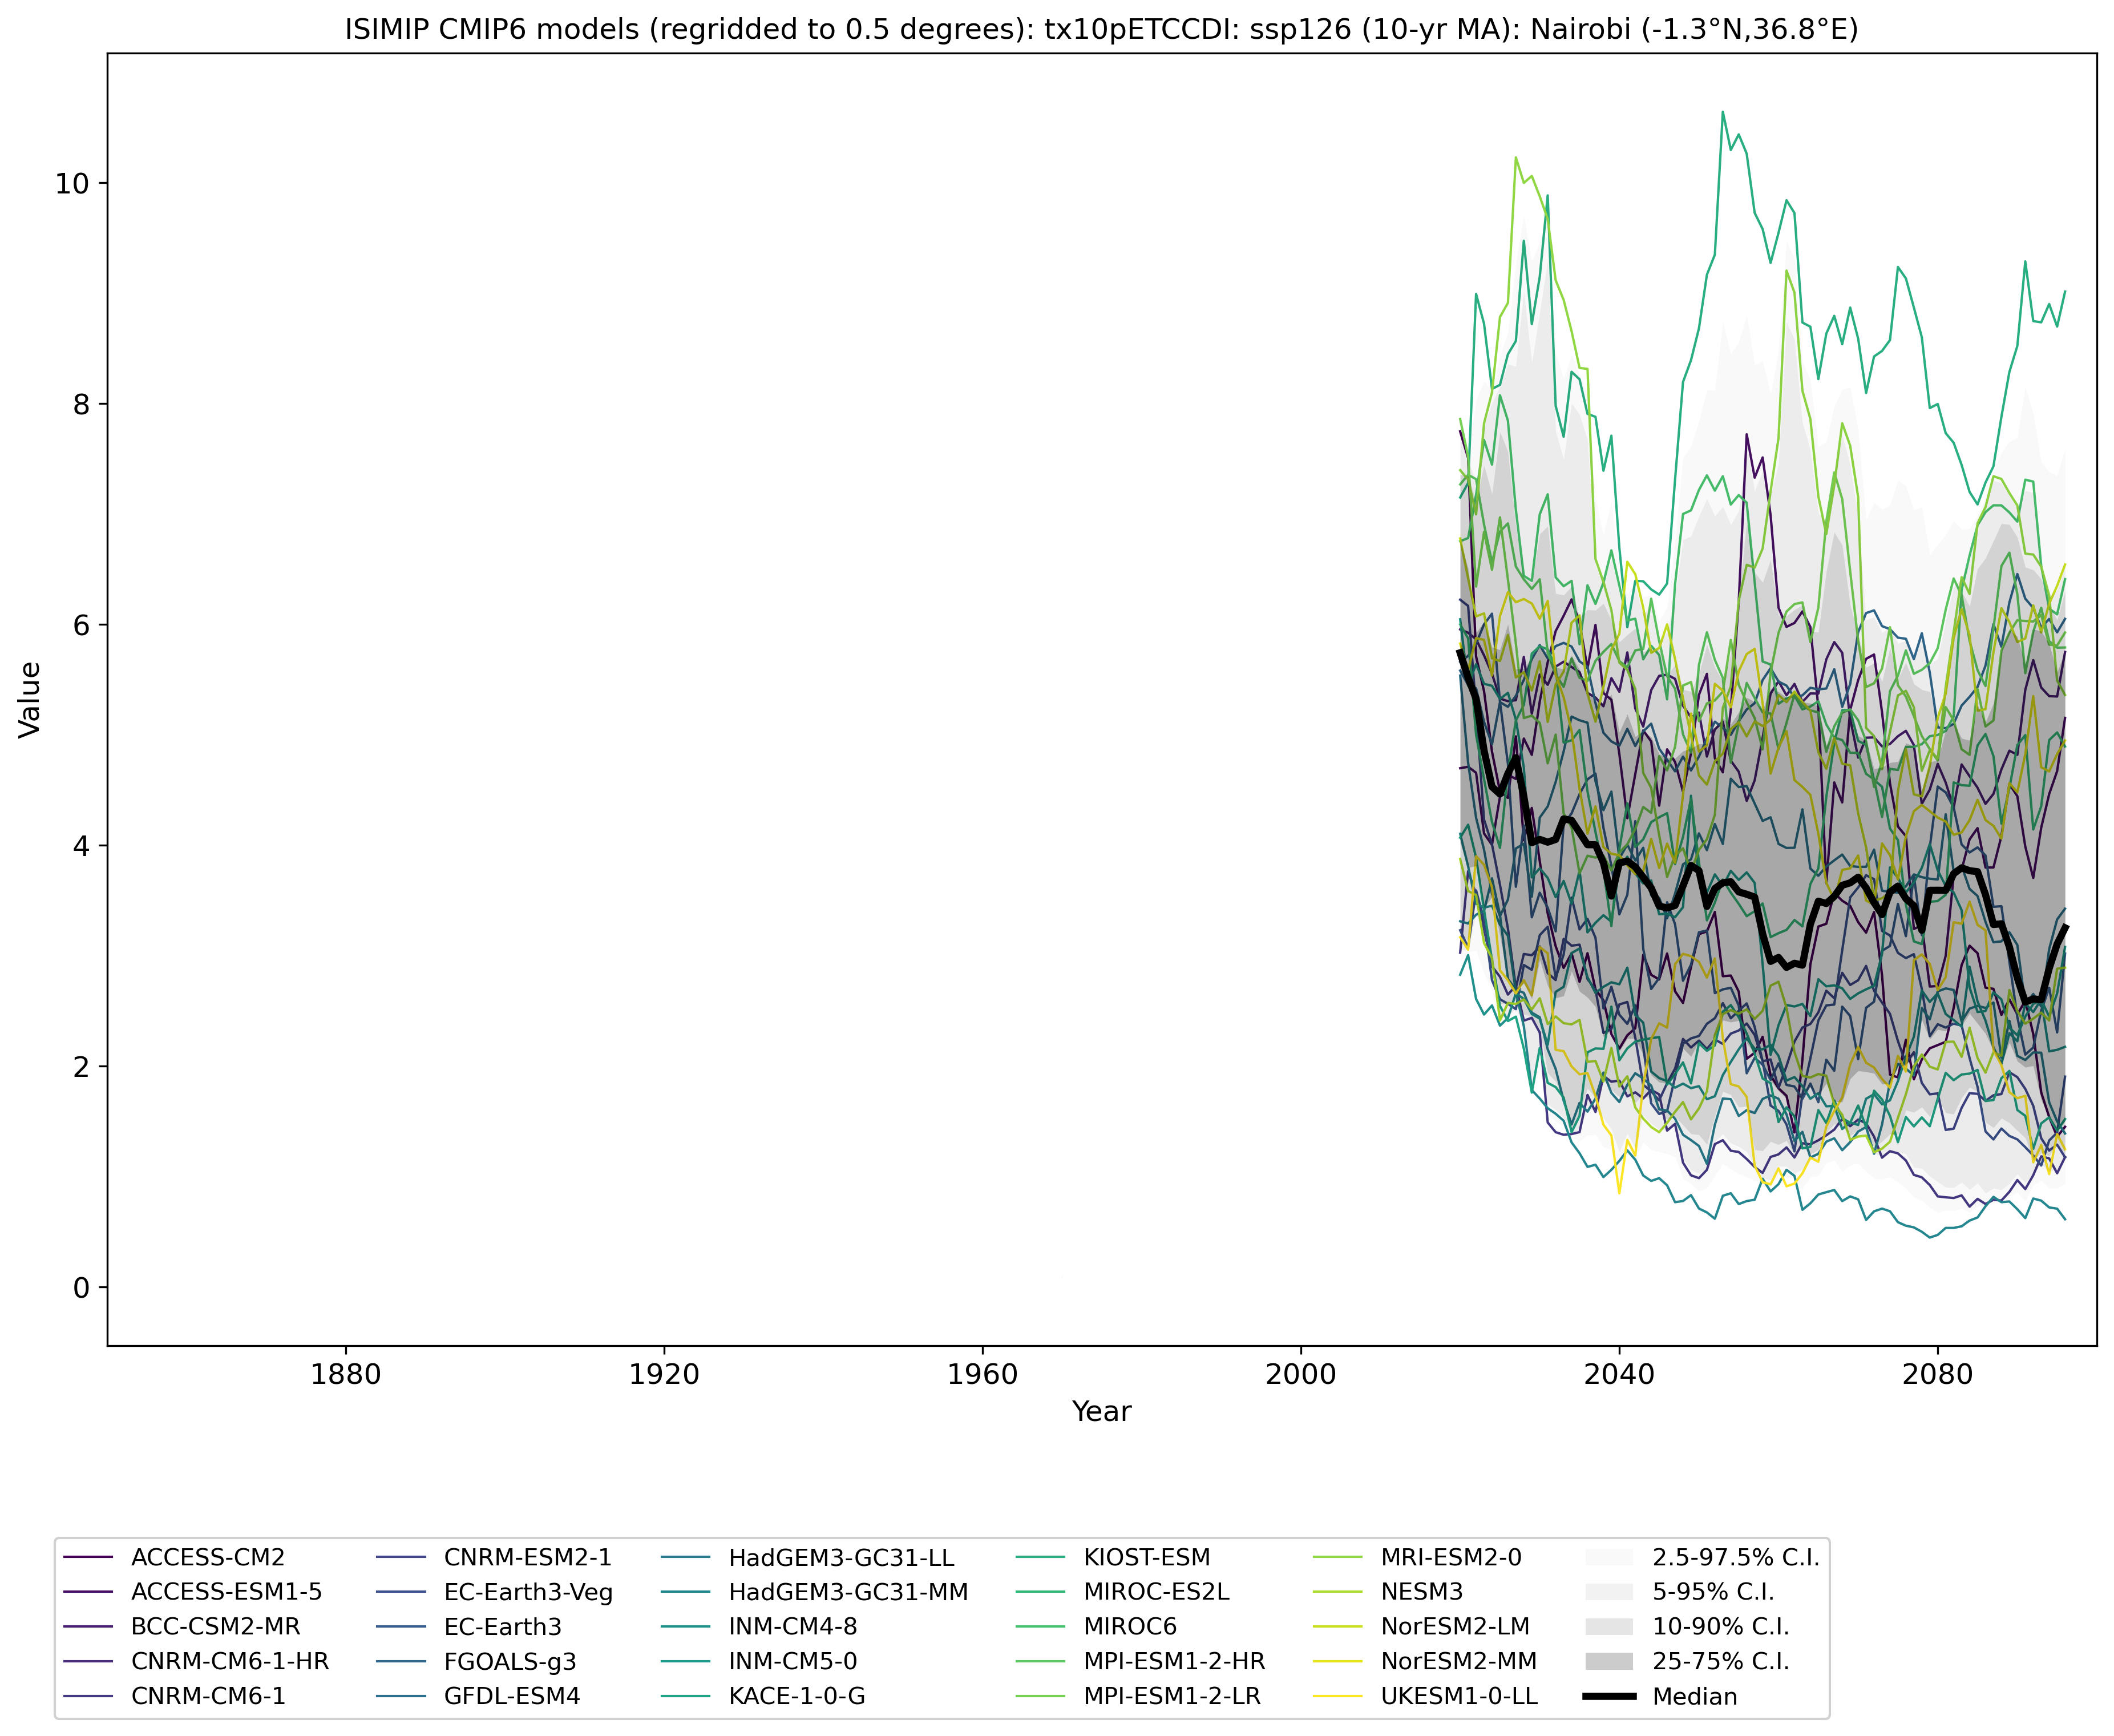 ISIMIP CMIP6 models (regridded to 0.5 degrees): tx10pETCCDI: ssp126 (10-yr MA): Nairobi (-1.3°N,36.8°E)
10
8
6
4
2
0
Value
1880 1920 1960 2000 2040 2080
Year
ACCESS-CM2 CNRM-ESM2-1 HadGEM3-GC31-LL KIOST-ESM MRI-ESM2-0 2.5-97.5% C.I.
ACCESS-ESM1-5 EC-Earth3-Veg HadGEM3-GC31-MM MIROC-ES2L NESM3 5-95% C.I.
BCC-CSM2-MR EC-Earth3 INM-CM4-8 MIROC6 NorESM2-LM 10-90% C.I.
CNRM-CM6-1-HR FGOALS-g3 INM-CM5-0 MPI-ESM1-2-HR NorESM2-MM 25-75% C.I.
CNRM-CM6-1 GFDL-ESM4 KACE-1-0-G MPI-ESM1-2-LR UKESM1-0-LL Median